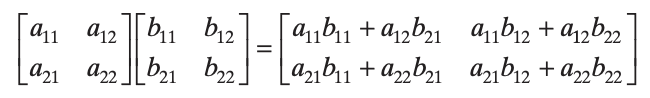 [a₁₁ a₁₂] [b₁₁ b₁₂] = [a₁₁b₁₁ + a₁₂b₂₁ a₁₁b₁₂ + a₁₂b₂₂]
[a₂₁ a₂₂] [b₂₁ b₂₂] [a₂₁b₁₁ + a₂₂b₂₁ a₂₁b₁₂ + a₂₂b₂₂]